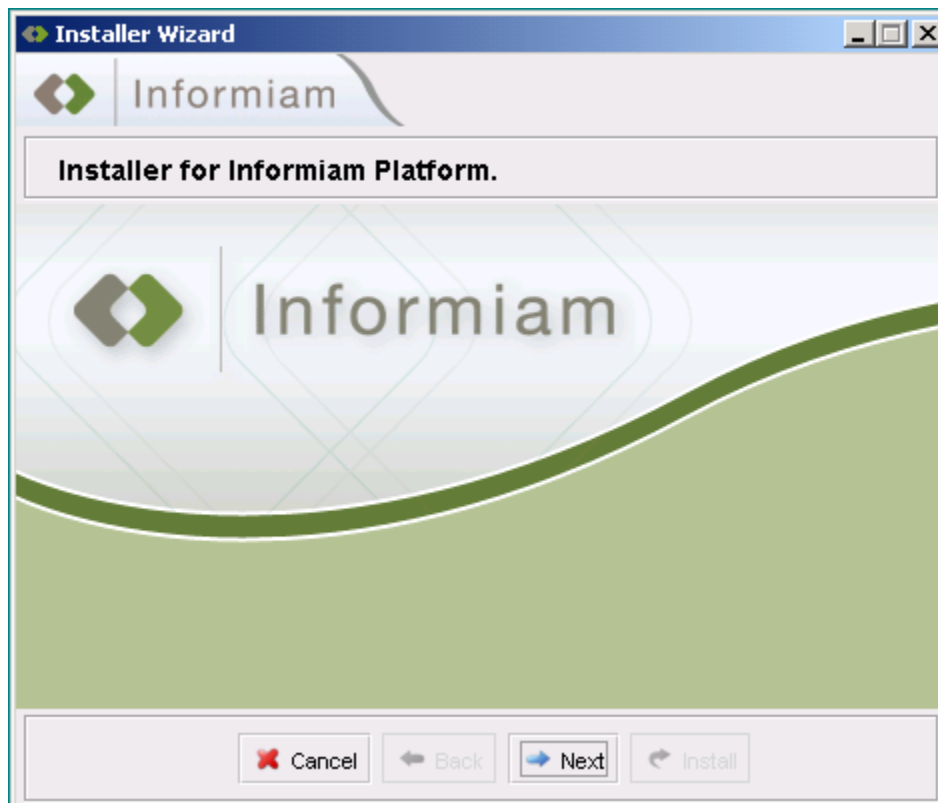 Installer Wizard
Informiam
Installer for Informiam Platform.
Informiam
Cancel Back Next Install